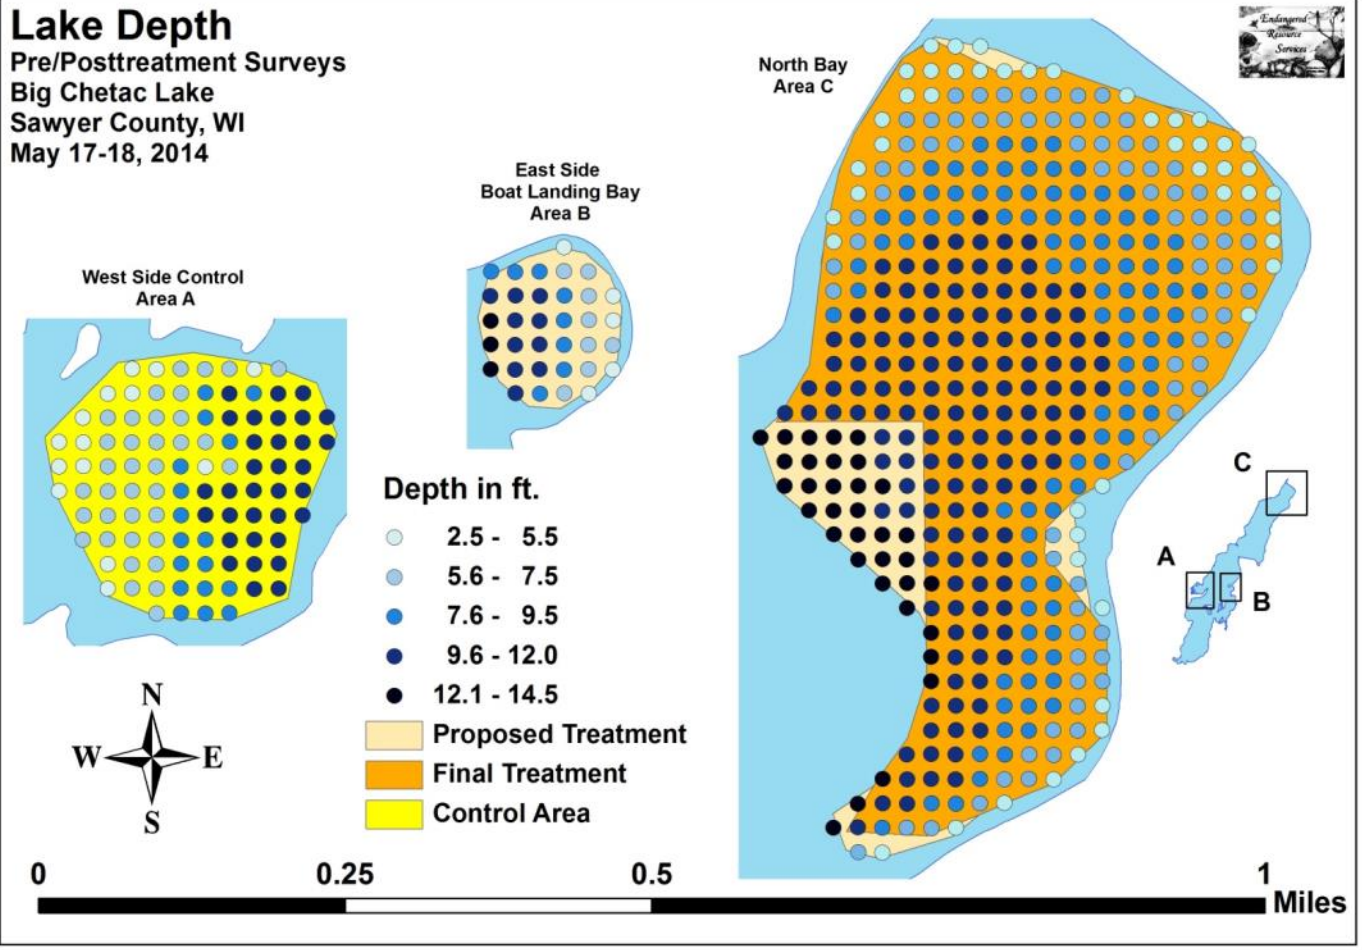 Lake Depth
Pre/Posttreatment Surveys
Big Chetac Lake
Sawyer County, WI
May 17-18, 2014
North Bay
Area C
Endangered
Resource
Services
East Side
Boat Landing Bay
Area B
West Side Control
Area A
Depth in ft.
2.5 - 5.5
5.6 - 7.5
7.6 - 9.5
9.6 - 12.0
12.1 - 14.5
Proposed Treatment
Final Treatment
Control Area
C
A
B
N
W E
S
0 0.25 0.5 1
Miles